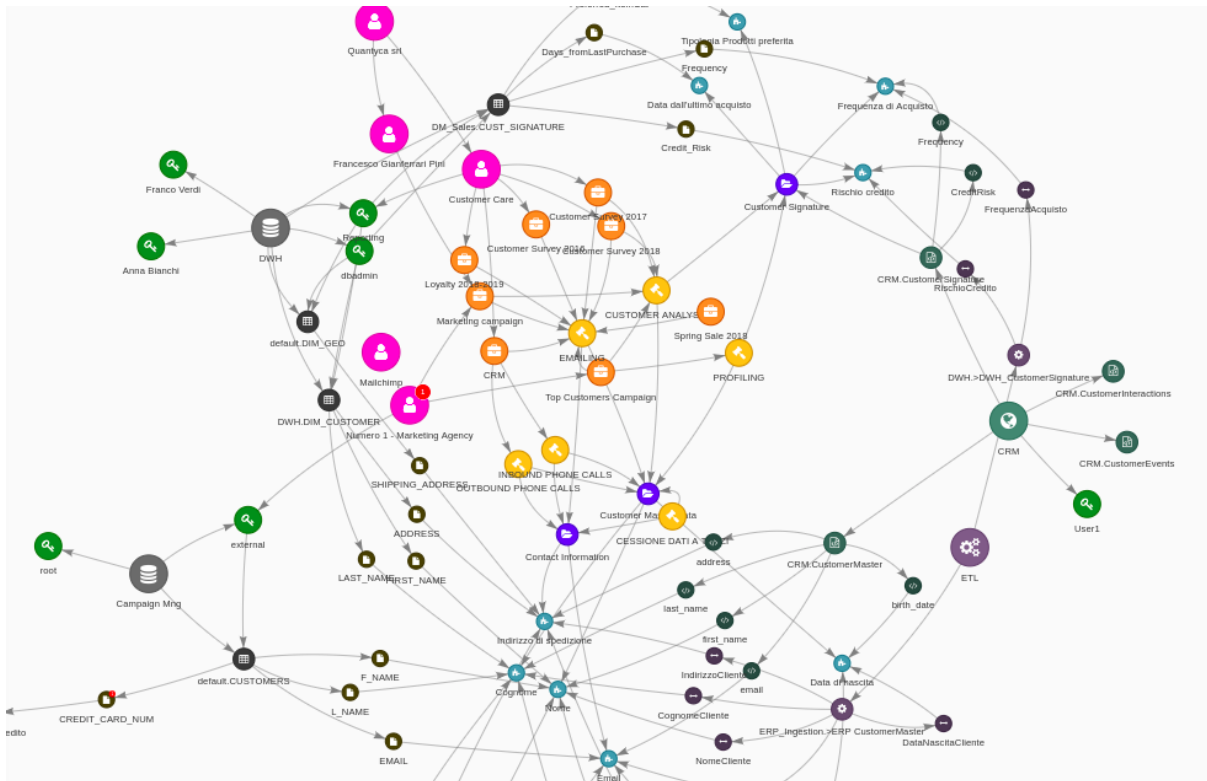 Quantyca srl
Days_fromLastPurchase
Tipologia Prodotti preferita
Frequency
Data dall'ultimo acquisto
Frequenza di Acquisto
DM_Sales.CUST_SIGNATURE
Frequency
Credit_Risk
Francesco Gianferrari Pini
Franco Verdi
Customer Care
Customer Signature
Rischio credito
CreditRisk
FrequenzaAcquisto
Customer Survey 2017
Reporting
Customer Survey 2016
Customer Survey 2018
DWH
Anna Bianchi
dbadmin
Loyalty 2018-2019
CRM.CustomerSignature
RischioCredito
Marketing campaign
CUSTOMER ANALYS
default.DIM_GEO
Spring Sale 2019
EMAILING
CRM
PROFILING
Mailchimp
1
DWH.>DWH_CustomerSignature
CRM.CustomerInteractions
Top Customers Campaign
DWH.DIM_CUSTOMER
Numero 1 - Marketing Agency
CRM
CRM.CustomerEvents
SHIPPING_ADDRESS
INBOUND PHONE CALLS
OUTBOUND PHONE CALLS
Customer Mas ata
User1
ADDRESS
external
CESSIONE DATI A
Contact Information
address
CRM.CustomerMaster
root
LAST_NAME
FIRST_NAME
ETL
Campaign Mng
last_name
birth_date
first_name
Indirizzo di spedizione
IndirizzoCliente
default.CUSTOMERS
F_NAME
Cognome
email
Data di nascita
Nome
CREDIT_CARD_NUM
L_NAME
CognomeCliente
edito
ERP_Ingestion.>ERP CustomerMaster
DataNascitaCliente
EMAIL
NomeCliente
Email